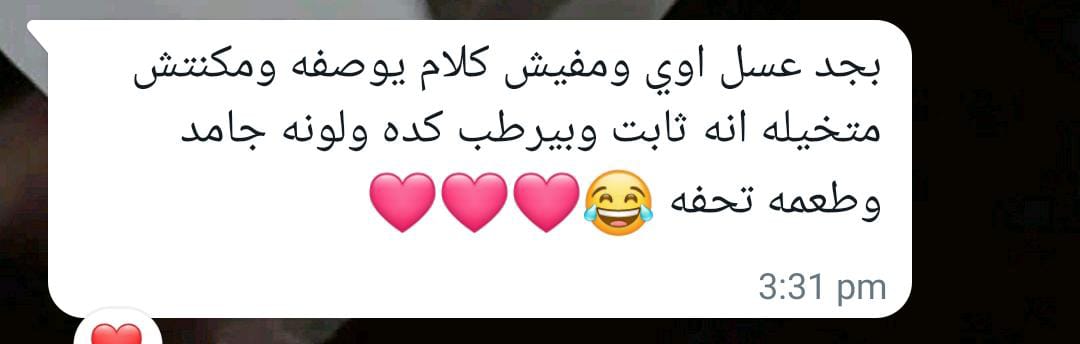 بجد عسل اوي ومفيش كلام يوصفه ومكنتش
متخيله انه ثابت وبيرطب كده ولونه جامد
وطعمه تحفه 😂💗💗💗
3:31 pm